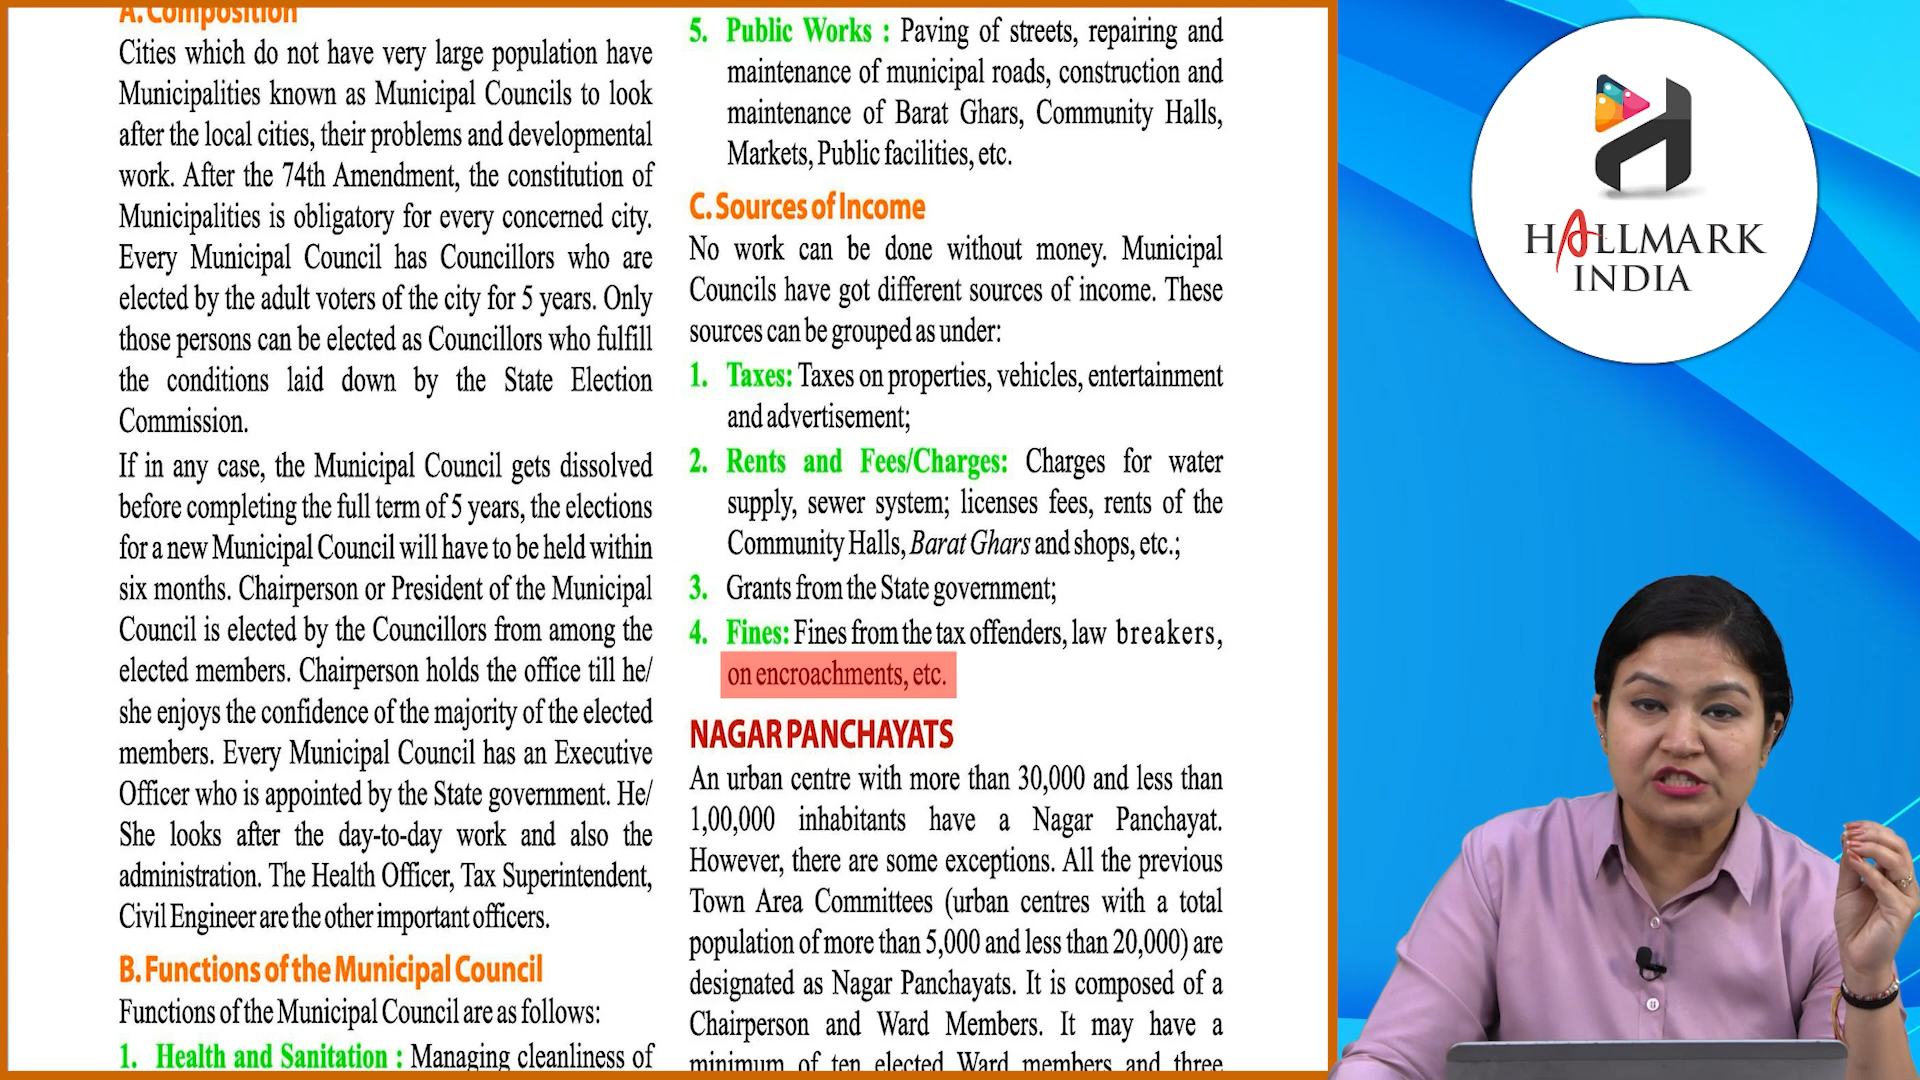 A. Composition
Cities which do not have very large population have
Municipalities known as Municipal Councils to look
after the local cities, their problems and developmental
work. After the 74th Amendment, the constitution of
Municipalities is obligatory for every concerned city.
Every Municipal Council has Councillors who are
elected by the adult voters of the city for 5 years. Only
those persons can be elected as Councillors who fulfill
the conditions laid down by the State Election
Commission.
If in any case, the Municipal Council gets dissolved
before completing the full term of 5 years, the elections
for a new Municipal Council will have to be held within
six months. Chairperson or President of the Municipal
Council is elected by the Councillors from among the
elected members. Chairperson holds the office till he/
she enjoys the confidence of the majority of the elected
members. Every Municipal Council has an Executive
Officer who is appointed by the State government. He/
She looks after the day-to-day work and also the
administration. The Health Officer, Tax Superintendent,
Civil Engineer are the other important officers.
B. Functions of the Municipal Council
Functions of the Municipal Council are as follows:
1. Health and Sanitation : Managing cleanliness of
5. Public Works : Paving of streets, repairing and
maintenance of municipal roads, construction and
maintenance of Barat Ghars, Community Halls,
Markets, Public facilities, etc.
C. Sources of Income
No work can be done without money. Municipal
Councils have got different sources of income. These
sources can be grouped as under:
1. Taxes: Taxes on properties, vehicles, entertainment
and advertisement;
2. Rents and Fees/Charges: Charges for water
supply, sewer system; licenses fees, rents of the
Community Halls, Barat Ghars and shops, etc.;
3. Grants from the State government;
4. Fines: Fines from the tax offenders, law breakers,
on encroachments, etc.
NAGAR PANCHAYATS
An urban centre with more than 30,000 and less than
1,00,000 inhabitants have a Nagar Panchayat.
However, there are some exceptions. All the previous
Town Area Committees (urban centres with a total
population of more than 5,000 and less than 20,000) are
designated as Nagar Panchayats. It is composed of a
Chairperson and Ward Members. It may have a
minimum of ten elected Ward members and three
HALLMARK
INDIA